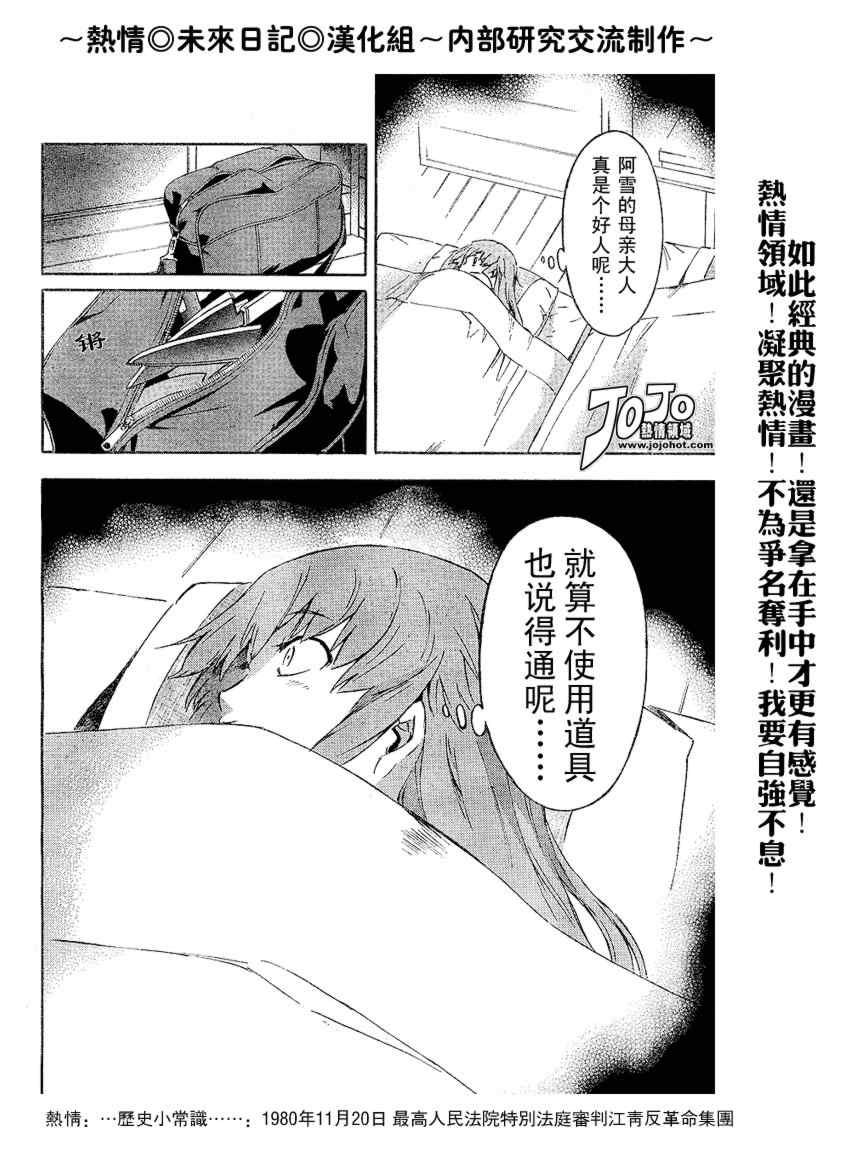 ～熱情◎未來日記◎漢化組～内部研究交流制作～
阿雪的母亲大人
真是个好人呢……
锵
JOJO
熱情領域
www.jojohot.com
就算不使用道具
也说得通呢……
如此經典的漫畫！還是拿在手中才更有感覺！
熱情領域！凝聚熱情！不為爭名奪利！我要自強不息！
熱情：…歷史小常識……：1980年11月20日 最高人民法院特別法庭審判江青反革命集團